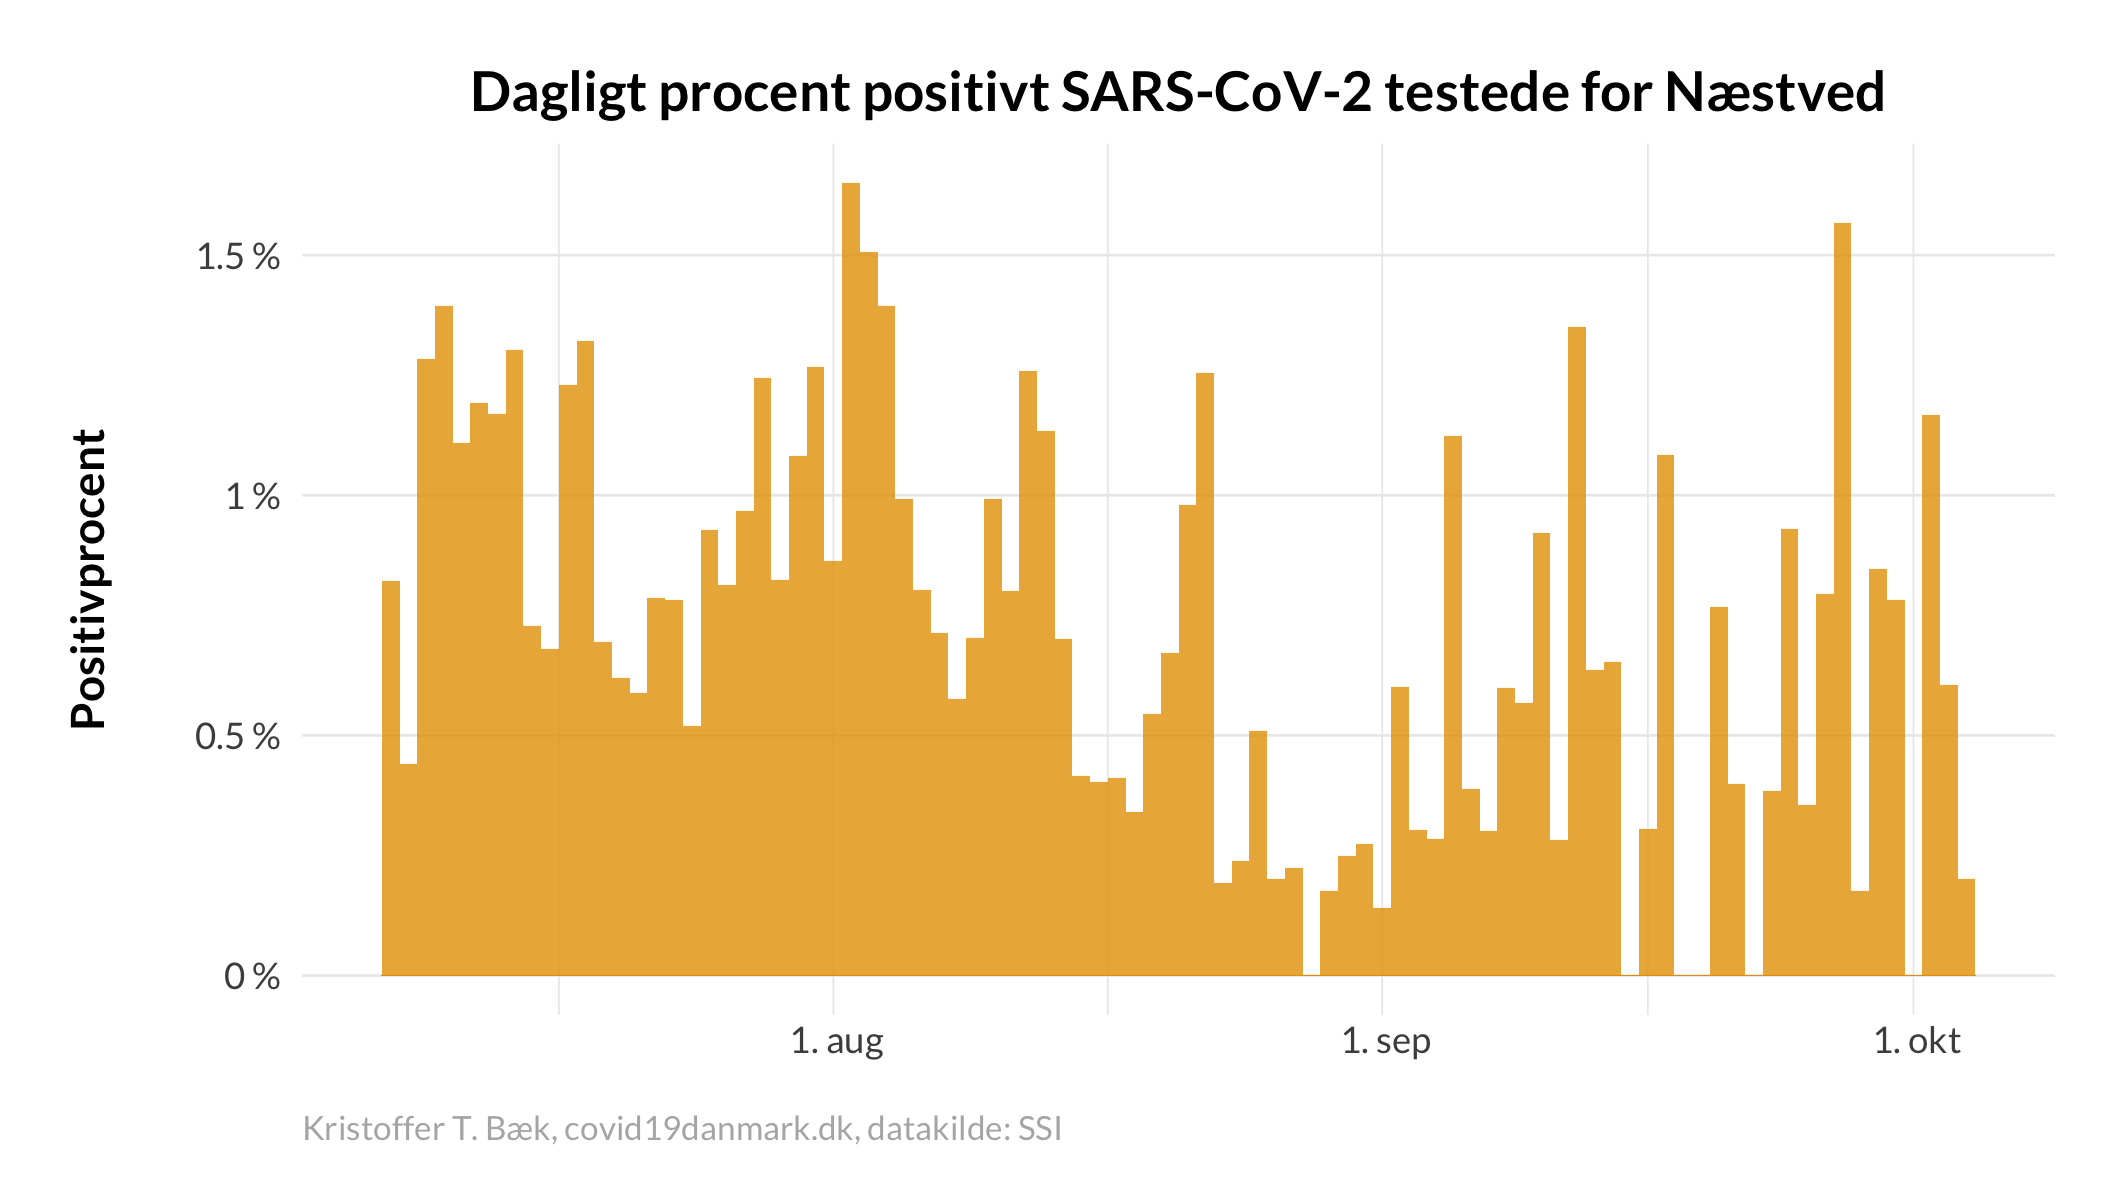 Dagligt procent positivt SARS-CoV-2 testede for Næstved
Positivprocent
1.5 %
1 %
0.5 %
0 %
1. aug
1. sep
1. okt
Kristoffer T. Bæk, covid19danmark.dk, datakilde: SSI